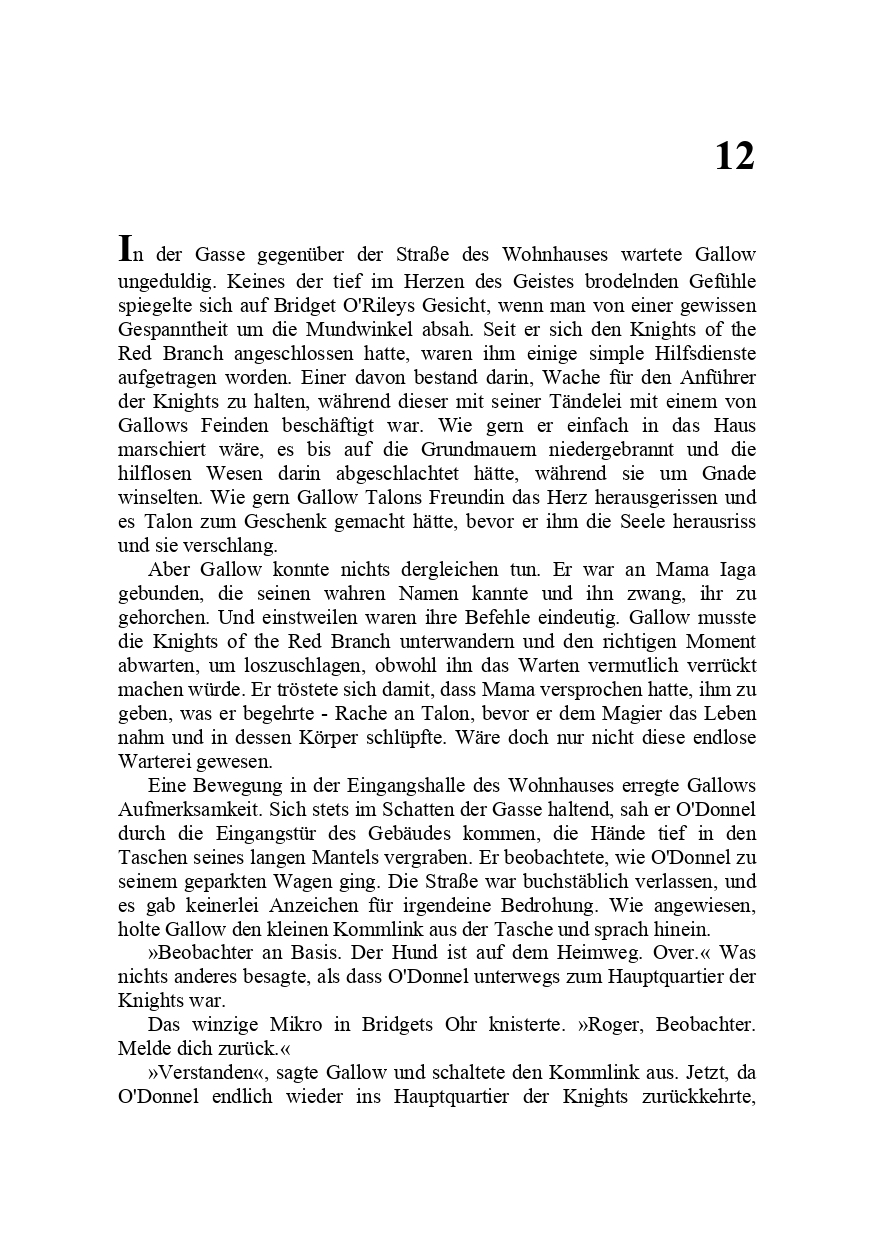 12
In der Gasse gegenüber der Straße des Wohnhauses wartete Gallow
ungeduldig. Keines der tief im Herzen des Geistes brodelnden Gefühle
spiegelte sich auf Bridget O'Rileys Gesicht, wenn man von einer gewissen
Gespanntheit um die Mundwinkel absah. Seit er sich den Knights of the
Red Branch angeschlossen hatte, waren ihm einige simple Hilfsdienste
aufgetragen worden. Einer davon bestand darin, Wache für den Anführer
der Knights zu halten, während dieser mit seiner Tändelei mit einem von
Gallows Feinden beschäftigt war. Wie gern er einfach in das Haus
marschiert wäre, es bis auf die Grundmauern niedergebrannt und die
hilflosen Wesen darin abgeschlachtet hätte, während sie um Gnade
winselten. Wie gern Gallow Talons Freundin das Herz herausgerissen und
es Talon zum Geschenk gemacht hätte, bevor er ihm die Seele herausriss
und sie verschlang.
Aber Gallow konnte nichts dergleichen tun. Er war an Mama Iaga
gebunden, die seinen wahren Namen kannte und ihn zwang, ihr zu
gehorchen. Und einstweilen waren ihre Befehle eindeutig. Gallow musste
die Knights of the Red Branch unterwandern und den richtigen Moment
abwarten, um loszuschlagen, obwohl ihn das Warten vermutlich verrückt
machen würde. Er tröstete sich damit, dass Mama versprochen hatte, ihm zu
geben, was er begehrte - Rache an Talon, bevor er dem Magier das Leben
nahm und in dessen Körper schlüpfte. Wäre doch nur nicht diese endlose
Warterei gewesen.
Eine Bewegung in der Eingangshalle des Wohnhauses erregte Gallows
Aufmerksamkeit. Sich stets im Schatten der Gasse haltend, sah er O'Donnel
durch die Eingangstür des Gebäudes kommen, die Hände tief in den
Taschen seines langen Mantels vergraben. Er beobachtete, wie O'Donnel zu
seinem geparkten Wagen ging. Die Straße war buchstäblich verlassen, und
es gab keinerlei Anzeichen für irgendeine Bedrohung. Wie angewiesen,
holte Gallow den kleinen Kommlink aus der Tasche und sprach hinein.
»Beobachter an Basis. Der Hund ist auf dem Heimweg. Over.« Was
nichts anderes besagte, als dass O'Donnel unterwegs zum Hauptquartier der
Knights war.
Das winzige Mikro in Bridgets Ohr knisterte. »Roger, Beobachter.
Melde dich zurück.«
»Verstanden«, sagte Gallow und schaltete den Kommlink aus. Jetzt, da
O'Donnel endlich wieder ins Hauptquartier der Knights zurückkehrte,